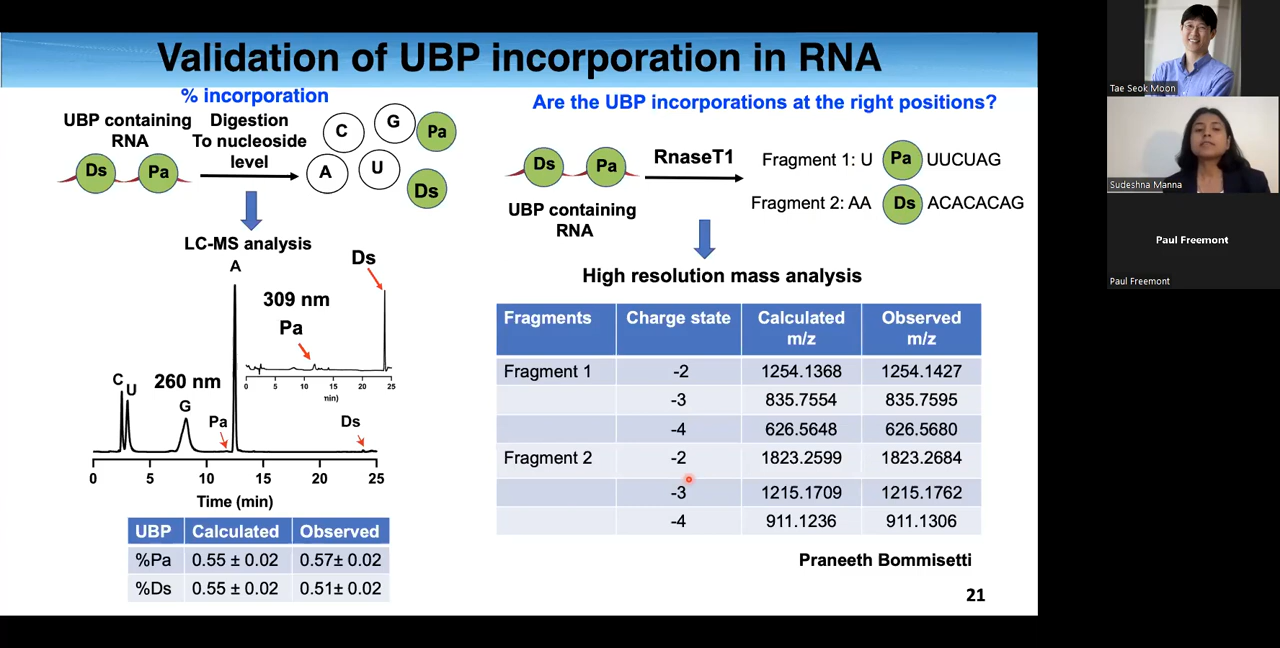 Validation of UBP incorporation in RNA
% incorporation
UBP containing
RNA
Digestion
To nucleoside
level
Ds
Pa
C
G
Pa
A
U
Ds
LC-MS analysis
A
309 nm
Pa
Ds
0 5 10 15 20 25
nin)
C
U
260 nm
G
Pa
Ds
0 5 10 15 20 25
Time (min)
UBP Calculated Observed
%Pa 0.55 ± 0.02 0.57± 0.02
%Ds 0.55 ± 0.02 0.51± 0.02
Are the UBP incorporations at the right positions?
Ds
Pa
RnaseT1
UBP containing
RNA
Fragment 1: U Pa UUCUAG
Fragment 2: AA Ds ACACACAG
High resolution mass analysis
Fragments Charge state Calculated m/z Observed m/z
Fragment 1 -2 1254.1368 1254.1427
-3 835.7554 835.7595
-4 626.5648 626.5680
Fragment 2 -2 1823.2599 1823.2684
-3 1215.1709 1215.1762
-4 911.1236 911.1306
Praneeth Bommisetti
21
Tae Seok Moon
Sudeshna Manna
Paul Freemont
Paul Freemont